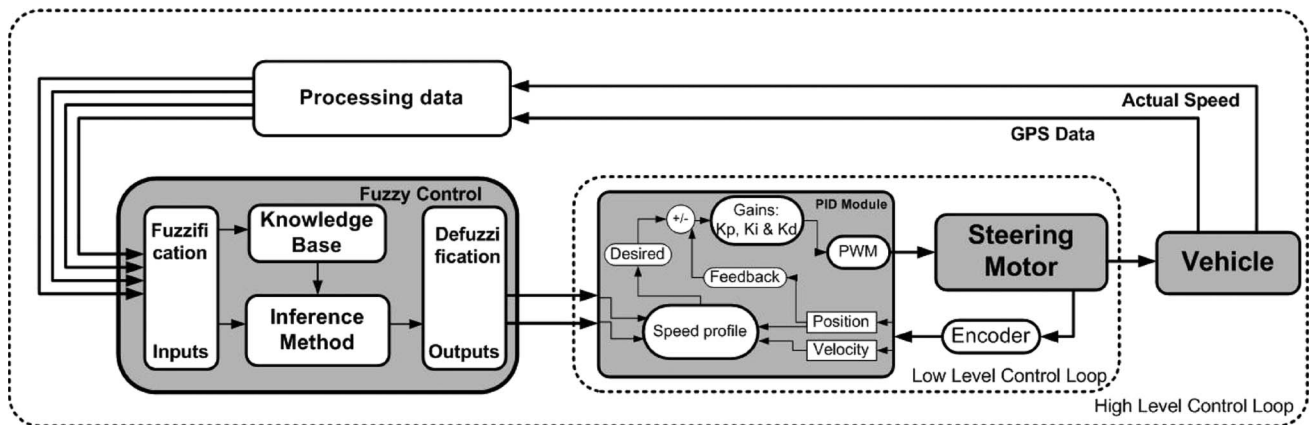 Processing data
Actual Speed
GPS Data
Fuzzy Control
Fuzzifi
cation
Inputs
Knowledge
Base
Inference
Method
Defuzzi
ification
Outputs
PID Module
+/-
Gains:
Kp, Ki & Kd
Desired
Feedback
PWM
Speed profile
Position
Velocity
Steering
Motor
Encoder
Vehicle
Low Level Control Loop
High Level Control Loop